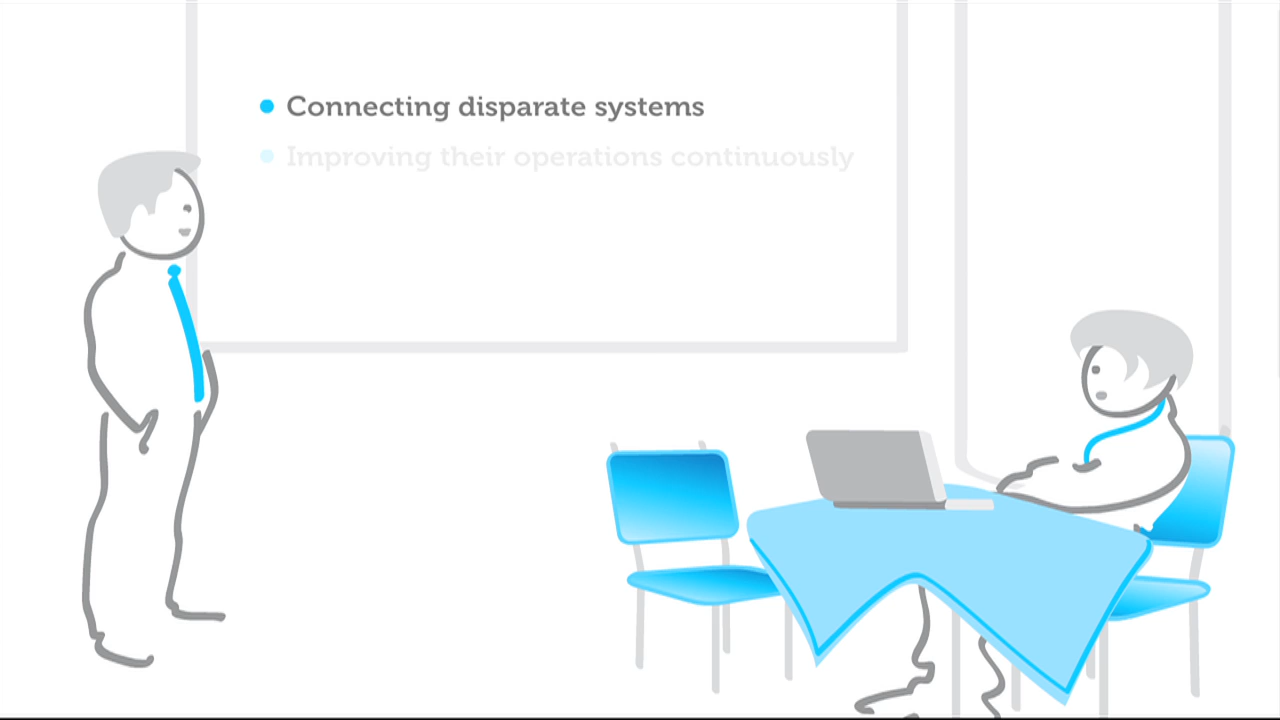 Connecting disparate systems
Improving their operations continuously